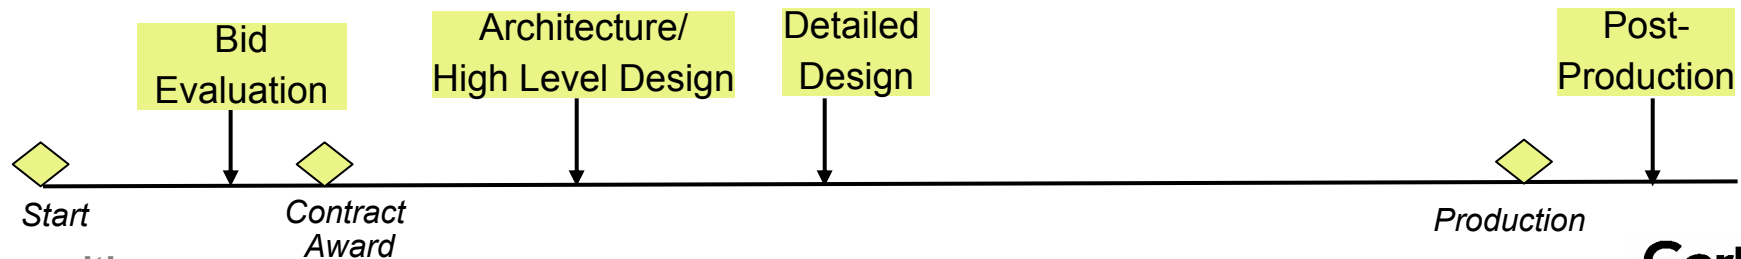 Bid
Evaluation
Architecture/
High Level Design
Detailed
Design
Post-
Production
Start
Contract
Award
Production